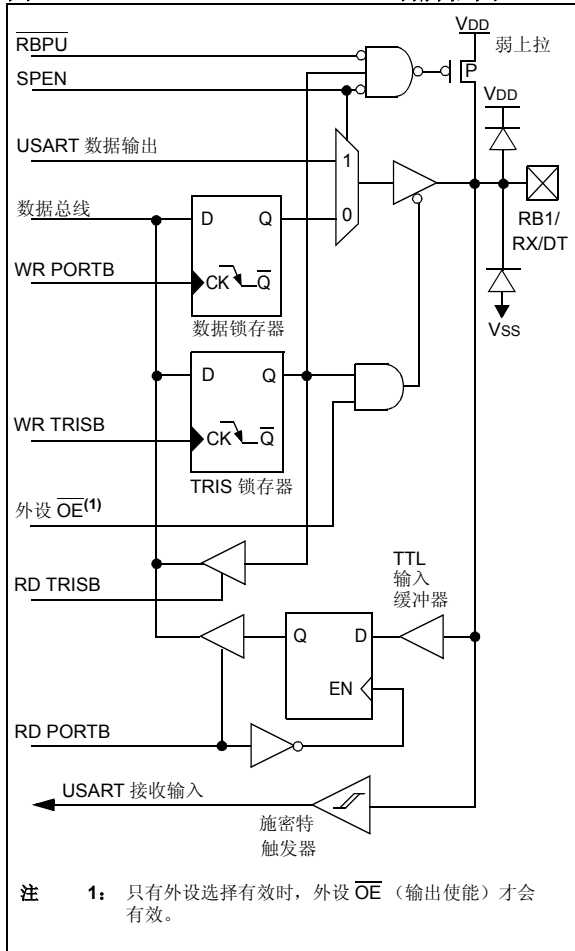 VDD
RBPU
弱上拉
P
SPEN
VDD
USART 数据输出
1
数据总线
D
Q
0
RB1/
RX/DT
WR PORTB
CK
Q
数据锁存器
VSS
D
Q
WR TRISB
CK
Q
TRIS 锁存器
外设 OE(1)
TTL
输入
缓冲器
RD TRISB
Q
D
EN
RD PORTB
USART 接收输入
施密特
触发器
注 1: 只有外设选择有效时，外设 OE （输出使能）才会
有效。